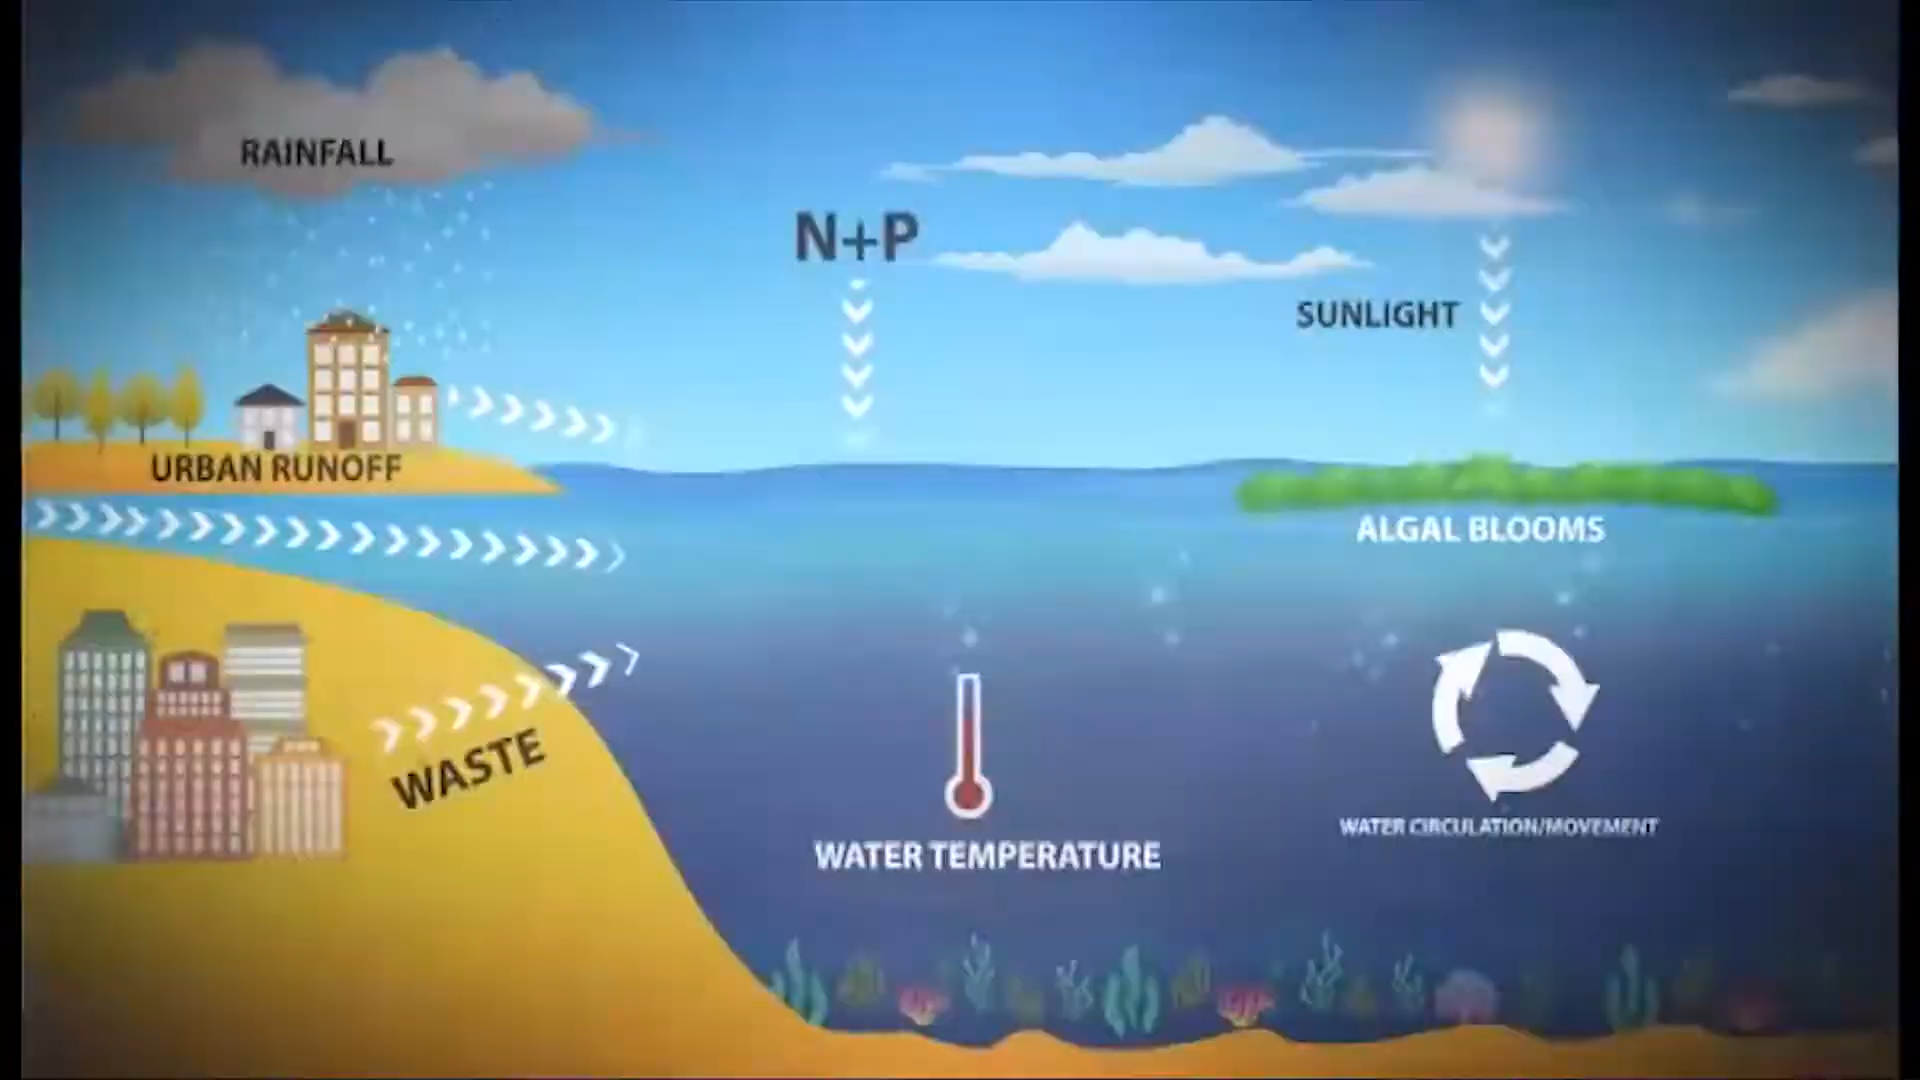 RAINFALL
N+P
SUNLIGHT
URBAN RUNOFF
ALGAL BLOOMS
WASTE
WATER CIRCULATION/MOVEMENT
WATER TEMPERATURE